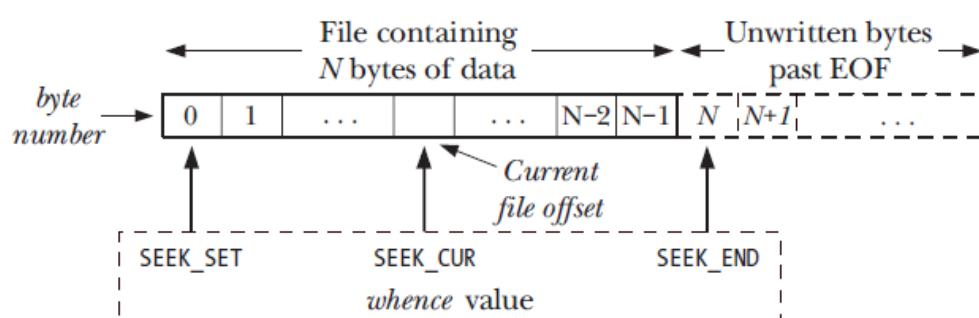 File containing
N bytes of data
Unwritten bytes
past EOF
byte
number
0 1 ... ... N−2 N−1 N N+1 ...
Current
file offset
SEEK_SET SEEK_CUR SEEK_END
whence value